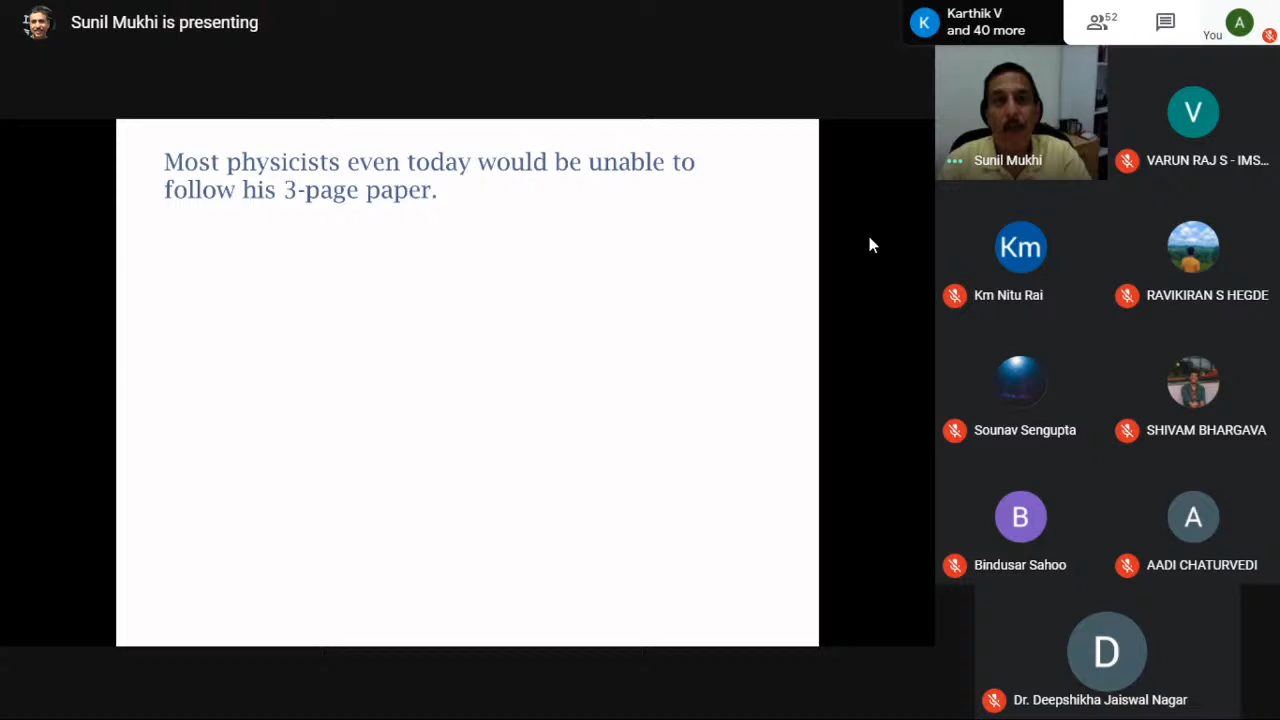 Sunil Mukhi is presenting
K
Karthik V
and 40 more
52
You
A
Most physicists even today would be unable to
follow his 3-page paper.
Sunil Mukhi
V
VARUN RAJ S - IMS...
Km
Km Nitu Rai
RAVIKIRAN S HEGDE
Sounav Sengupta
SHIVAM BHARGAVA
B
Bindusar Sahoo
A
AADI CHATURVEDI
D
Dr. Deepshikha Jaiswal Nagar